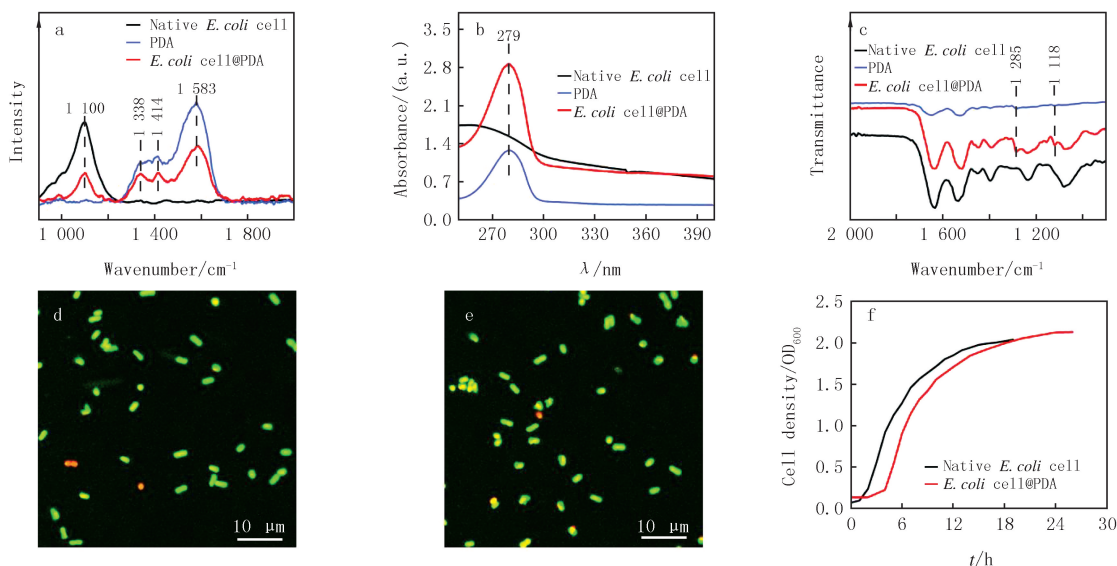 a
Native E. coli cell
PDA
E. coli cell@PDA
1 100
1 338
1 414
1 583
Intensity
1 000
1 400
1 800
Wavenumber/cm⁻¹
b
279
Native E. coli cell
PDA
E. coli cell@PDA
3.5
2.8
2.1
1.4
0.7
0.0
Absorbance/(a. u.)
270
300
330
360
390
λ/nm
c
Native E. coli cell
PDA
E. coli cell@PDA
1 285
1 118
Transmittance
2 000
1 600
1 200
Wavenumber/cm⁻¹
d
10 μm
e
10 μm
f
2.5
2.0
1.5
1.0
0.5
0.0
Cell density/OD₆₀₀
Native E. coli cell
E. coli cell@PDA
0
6
12
18
24
30
t/h